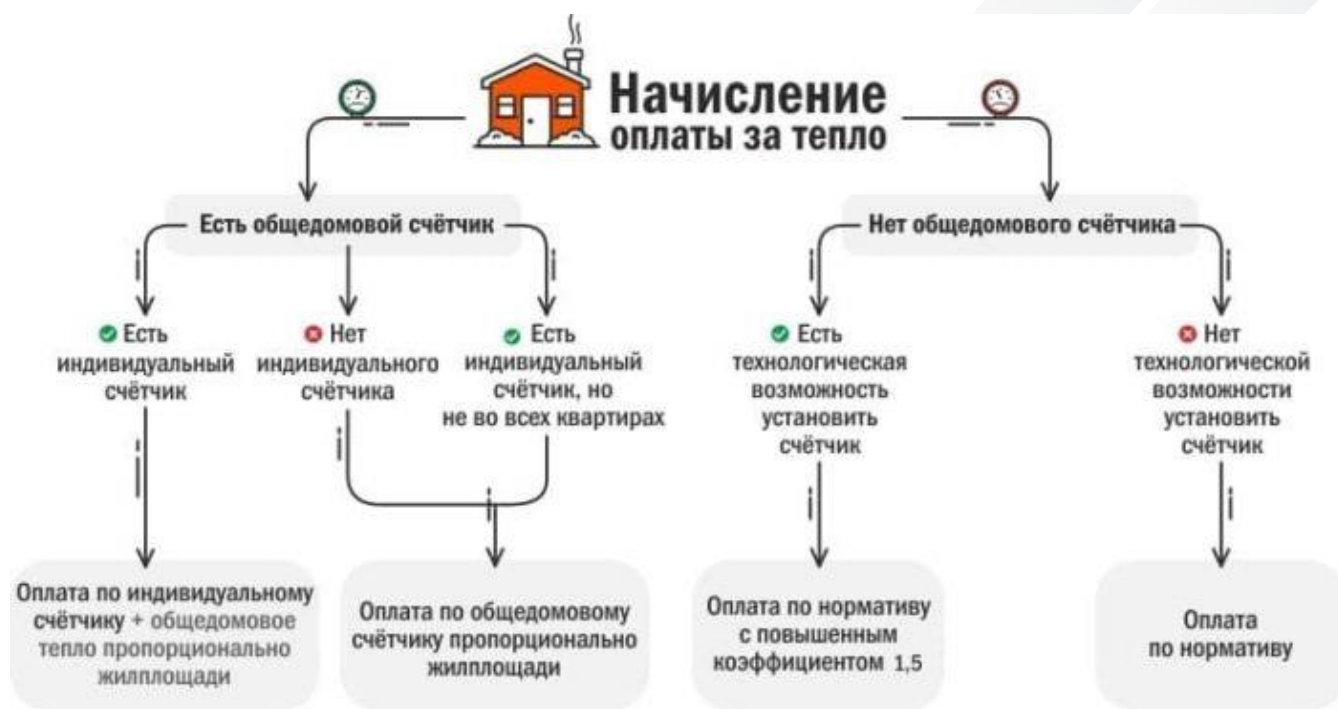 Начисление
оплаты за тепло
Есть общедомовой счётчик
Нет общедомового счётчика
Есть
индивидуальный
счётчик
Нет
индивидуального
счётчика
Есть
индивидуальный
счётчик, но
не во всех квартирах
Есть
технологическая
возможность
установить
счётчик
Нет
технологической
возможности
установить
счётчик
Оплата по индивидуальному
счётчику + общедомовое
тепло пропорционально
жилплощади
Оплата по общедомовому
счётчику пропорционально
жилплощади
Оплата по нормативу
с повышенным
коэффициентом 1,5
Оплата
по нормативу